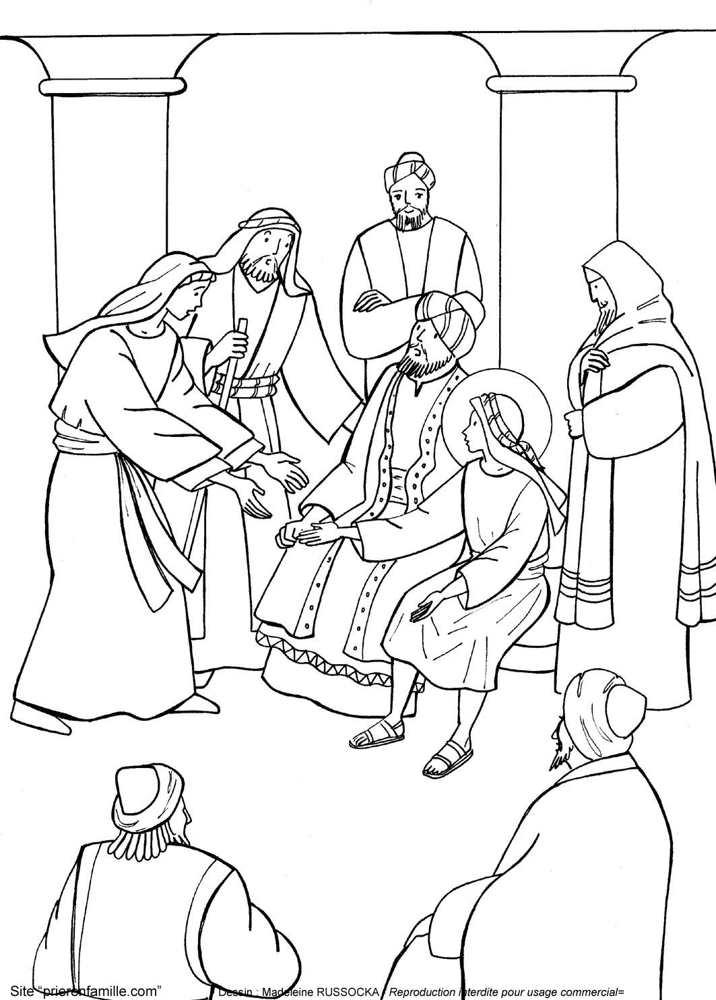 Site “prierenfamille.com” Dessin : Madeleine RUSSOCKA : Reproduction interdite pour usage commercial=